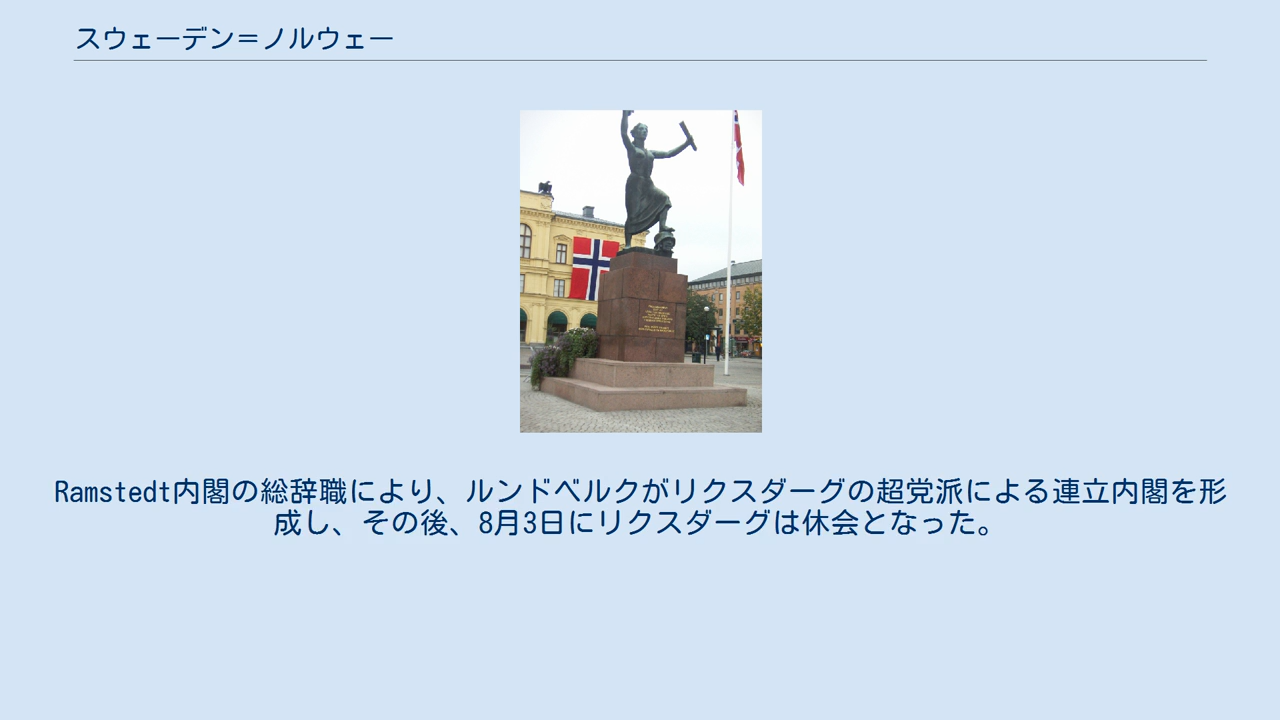 スウェーデン＝ノルウェー
Ramstedt内閣の総辞職により、ルンドベルクがリクスダーグの超党派による連立内閣を形
成し、その後、8月3日にリクスダーグは休会となった。